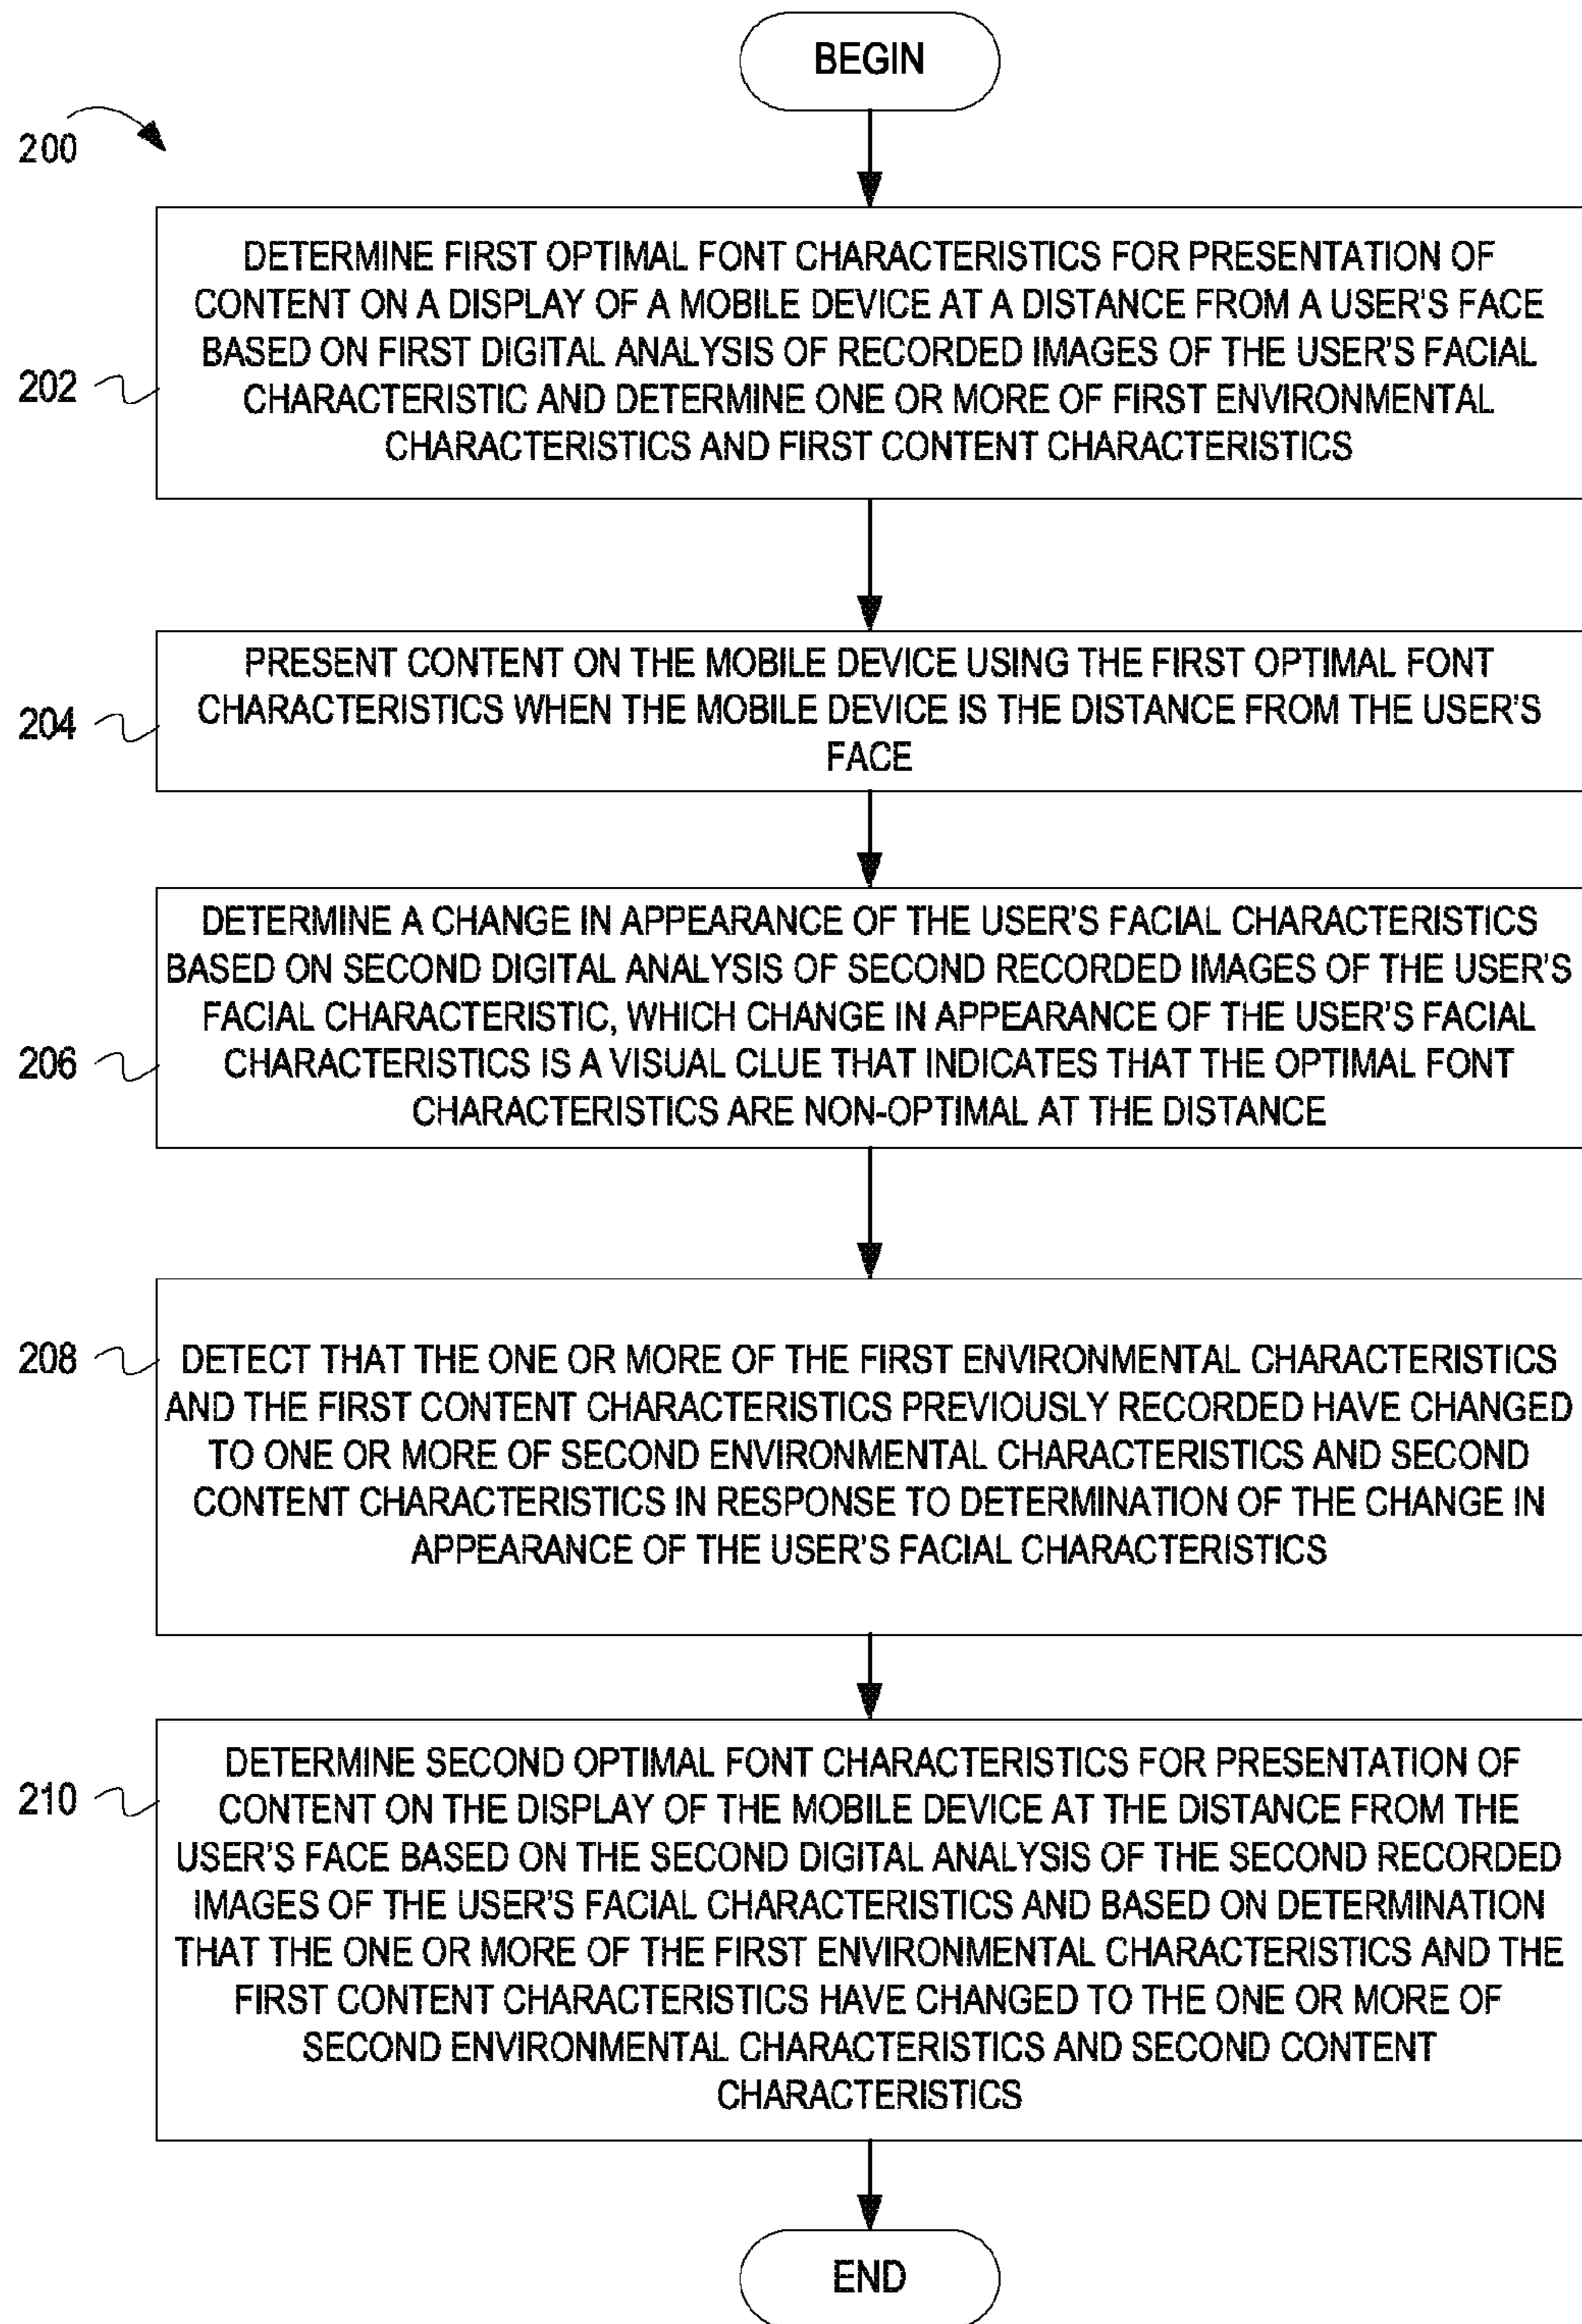 BEGIN
200
202
DETERMINE FIRST OPTIMAL FONT CHARACTERISTICS FOR PRESENTATION OF
CONTENT ON A DISPLAY OF A MOBILE DEVICE AT A DISTANCE FROM A USER'S FACE
BASED ON FIRST DIGITAL ANALYSIS OF RECORDED IMAGES OF THE USER'S FACIAL
CHARACTERISTIC AND DETERMINE ONE OR MORE OF FIRST ENVIRONMENTAL
CHARACTERISTICS AND FIRST CONTENT CHARACTERISTICS
204
PRESENT CONTENT ON THE MOBILE DEVICE USING THE FIRST OPTIMAL FONT
CHARACTERISTICS WHEN THE MOBILE DEVICE IS THE DISTANCE FROM THE USER'S
FACE
206
DETERMINE A CHANGE IN APPEARANCE OF THE USER'S FACIAL CHARACTERISTICS
BASED ON SECOND DIGITAL ANALYSIS OF SECOND RECORDED IMAGES OF THE USER'S
FACIAL CHARACTERISTIC, WHICH CHANGE IN APPEARANCE OF THE USER'S FACIAL
CHARACTERISTICS IS A VISUAL CLUE THAT INDICATES THAT THE OPTIMAL FONT
CHARACTERISTICS ARE NON-OPTIMAL AT THE DISTANCE
208
DETECT THAT THE ONE OR MORE OF THE FIRST ENVIRONMENTAL CHARACTERISTICS
AND THE FIRST CONTENT CHARACTERISTICS PREVIOUSLY RECORDED HAVE CHANGED
TO ONE OR MORE OF SECOND ENVIRONMENTAL CHARACTERISTICS AND SECOND
CONTENT CHARACTERISTICS IN RESPONSE TO DETERMINATION OF THE CHANGE IN
APPEARANCE OF THE USER'S FACIAL CHARACTERISTICS
210
DETERMINE SECOND OPTIMAL FONT CHARACTERISTICS FOR PRESENTATION OF
CONTENT ON THE DISPLAY OF THE MOBILE DEVICE AT THE DISTANCE FROM THE
USER'S FACE BASED ON THE SECOND DIGITAL ANALYSIS OF THE SECOND RECORDED
IMAGES OF THE USER'S FACIAL CHARACTERISTICS AND BASED ON DETERMINATION
THAT THE ONE OR MORE OF THE FIRST ENVIRONMENTAL CHARACTERISTICS AND THE
FIRST CONTENT CHARACTERISTICS HAVE CHANGED TO THE ONE OR MORE OF
SECOND ENVIRONMENTAL CHARACTERISTICS AND SECOND CONTENT
CHARACTERISTICS
END